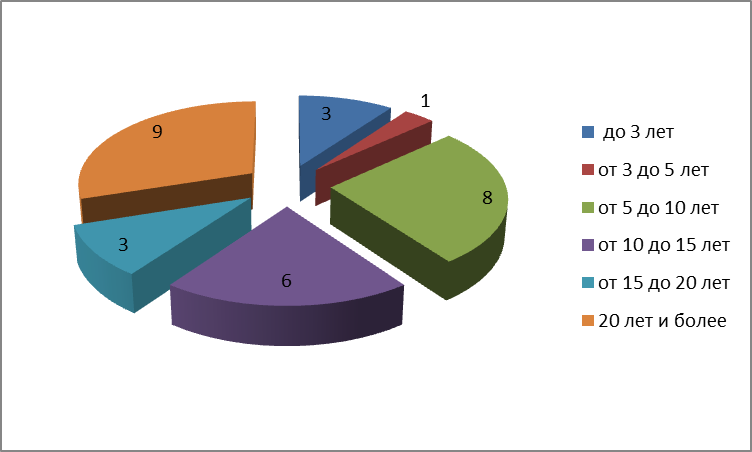 3
1
8
6
3
9
до 3 лет
от 3 до 5 лет
от 5 до 10 лет
от 10 до 15 лет
от 15 до 20 лет
20 лет и более